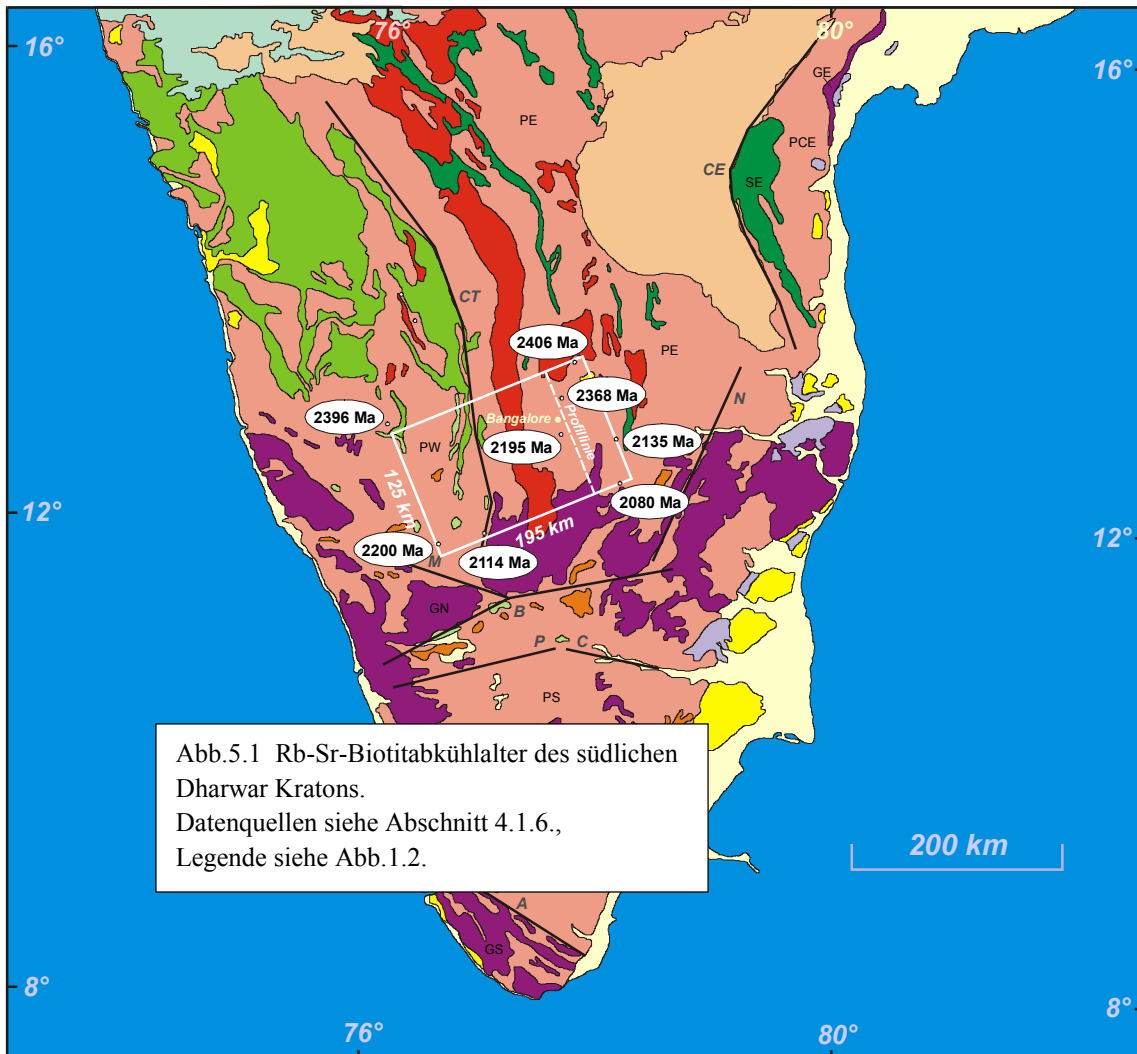 76°
80°
16°
16°
GE
PE
PCE
CE
SE
CT
2406 Ma
PE
N
2368 Ma
2396 Ma
Bangalore
Profillinie
PW
2195 Ma
2135 Ma
125 km
2080 Ma
12°
12°
195 km
2200 Ma
M
2114 Ma
GN
B
P
C
PS
Abb.5.1 Rb-Sr-Biotitabkühlalter des südlichen
Dharwar Kratons.
Datenquellen siehe Abschnitt 4.1.6.,
Legende siehe Abb.1.2.
200 km
A
GS
8°
8°
76°
80°